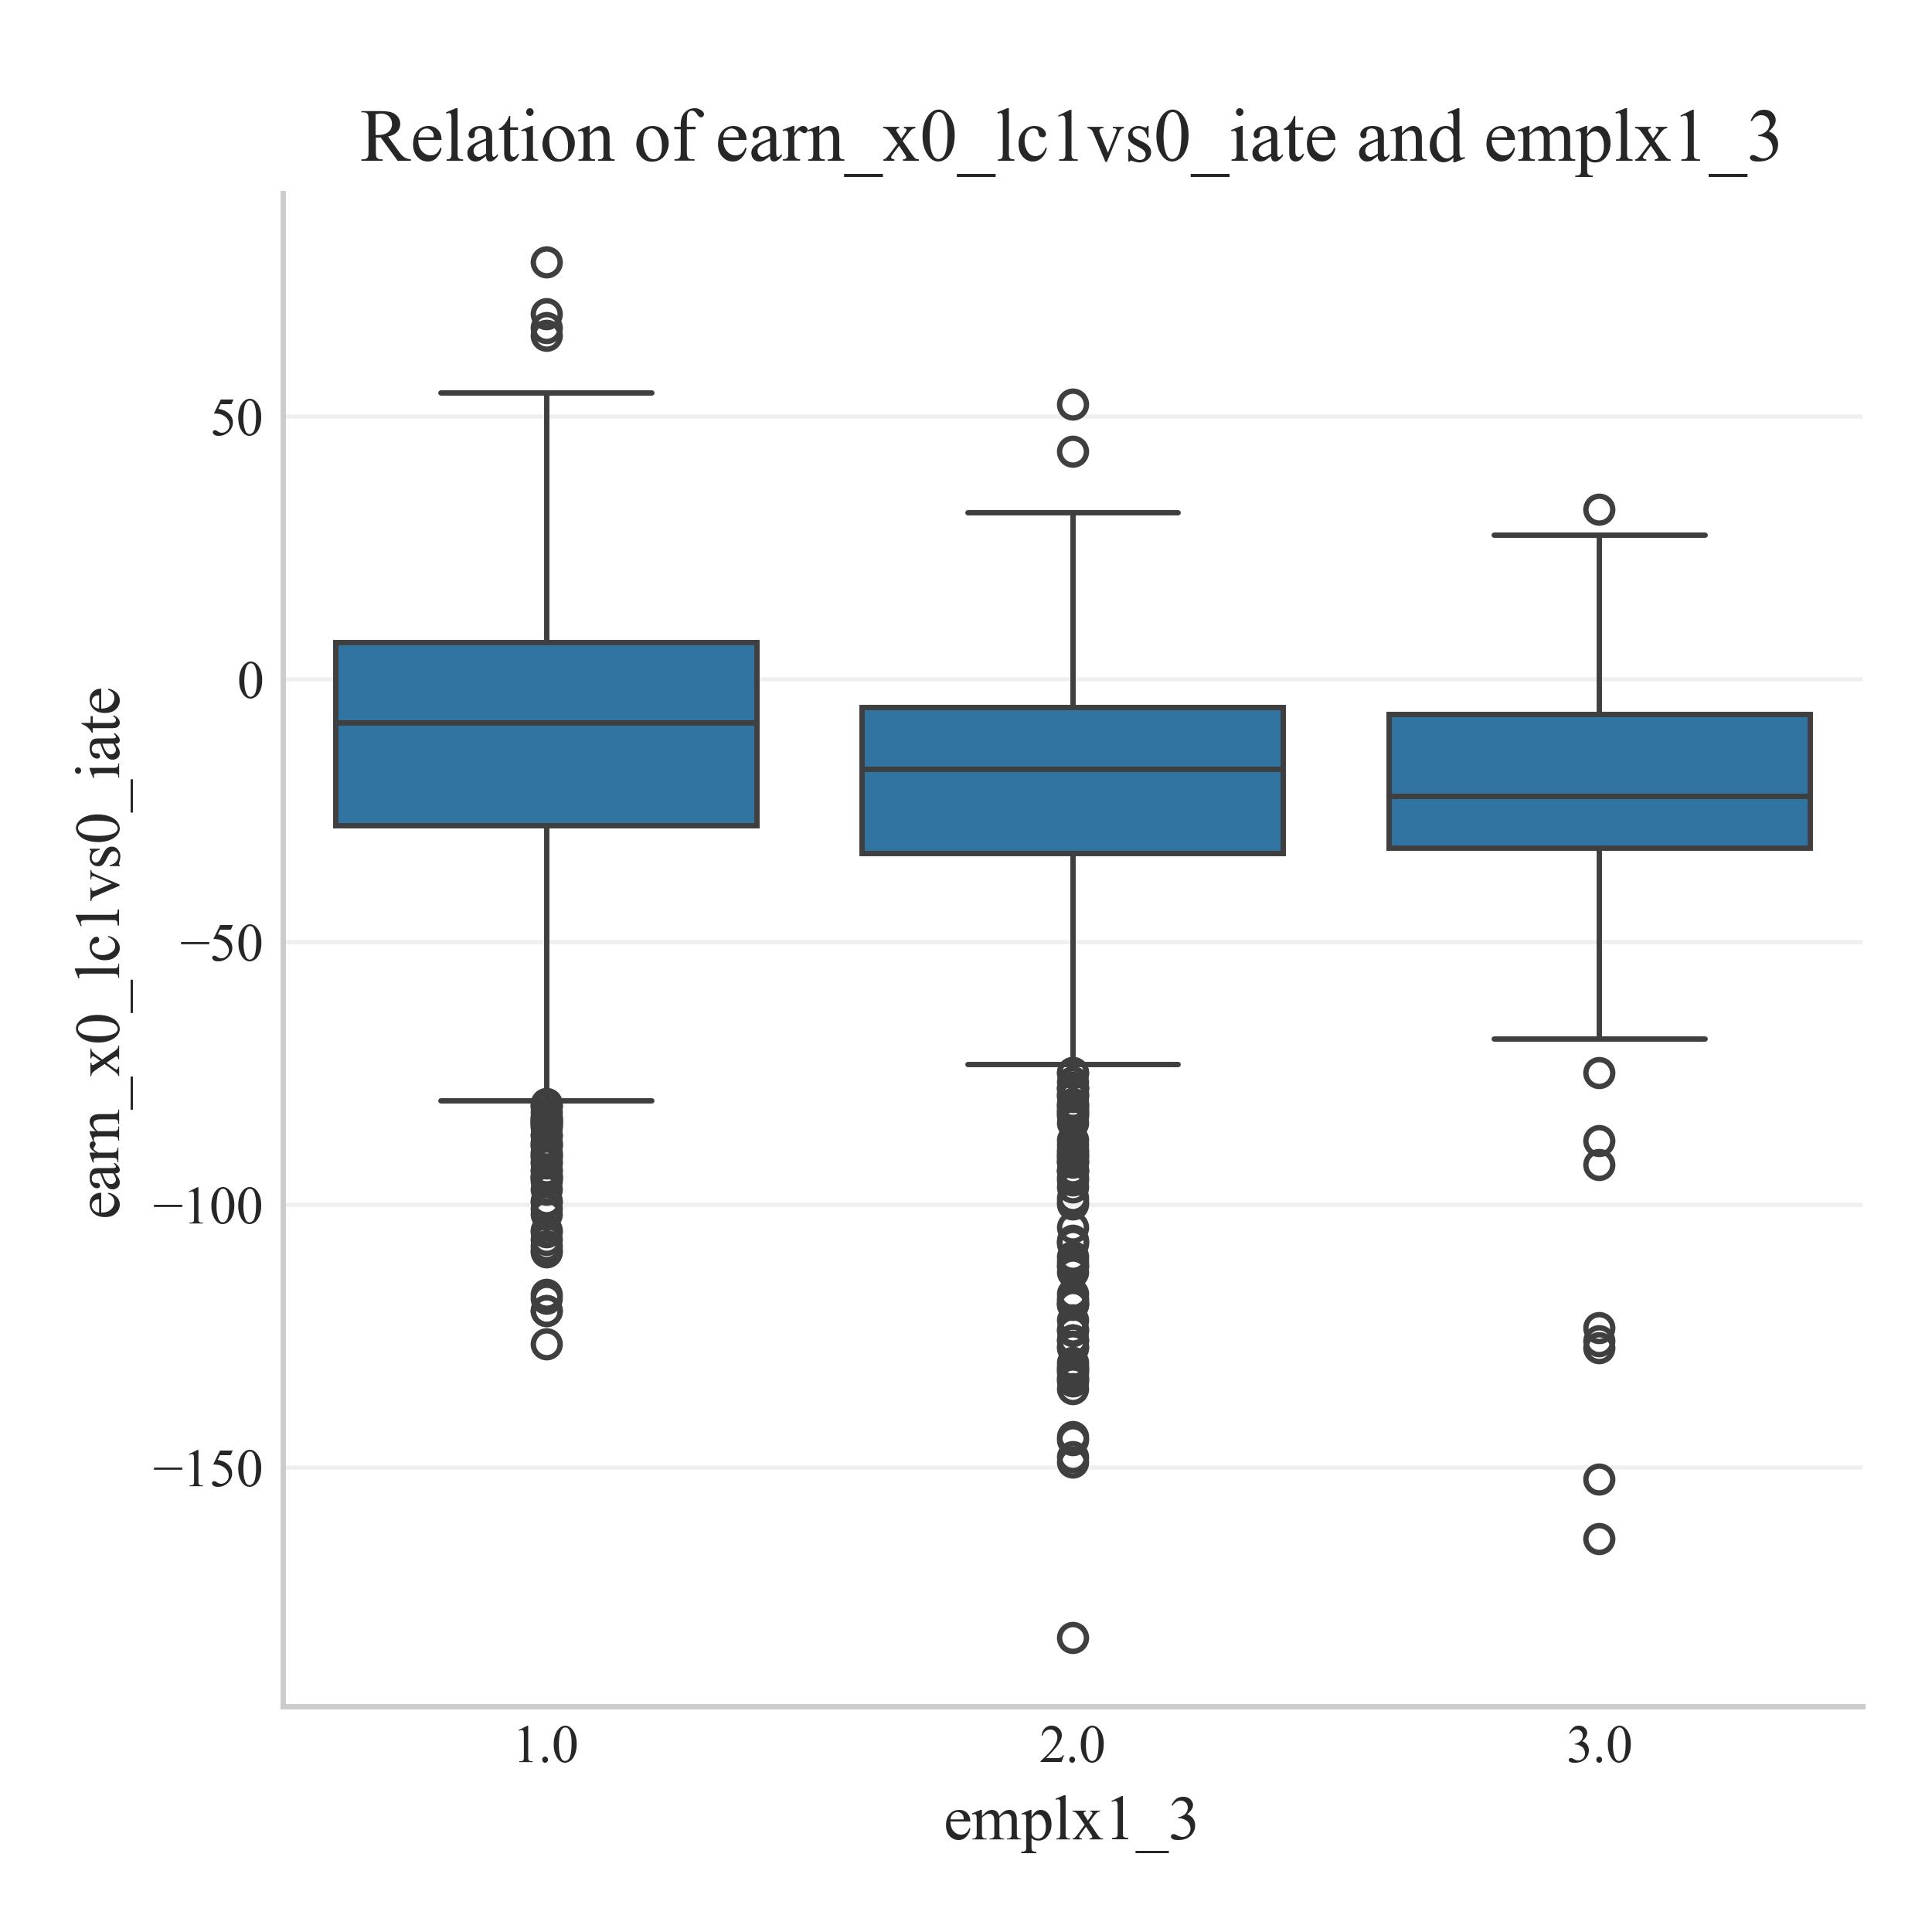 Relation of earn_x0_lc1vs0_iate and emplx1_3
50
0
−50
−100
−150
earn_x0_lc1vs0_iate
1.0 2.0 3.0
emplx1_3